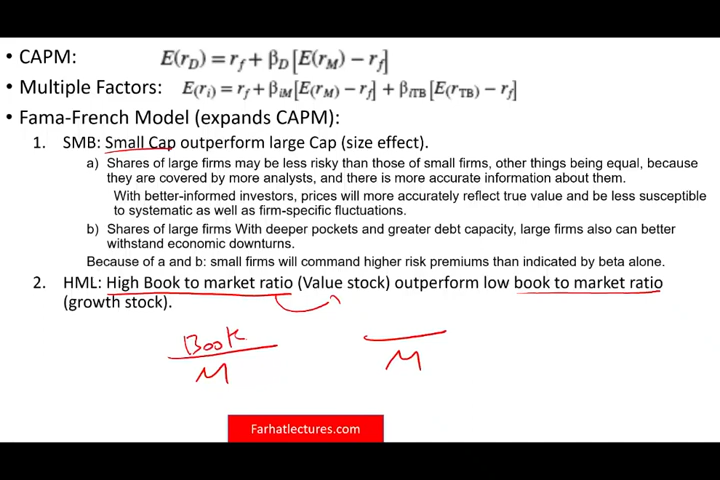 • CAPM: E(r_D) = r_f + β_D [E(r_M) − r_f]
• Multiple Factors: E(r_i) = r_f + β_iM[E(r_M) − r_f] + β_iTB[E(r_TB) − r_f]
• Fama-French Model (expands CAPM):
1. SMB: Small Cap outperform large Cap (size effect).
a) Shares of large firms may be less risky than those of small firms, other things being equal, because
they are covered by more analysts, and there is more accurate information about them.
With better-informed investors, prices will more accurately reflect true value and be less susceptible
to systematic as well as firm-specific fluctuations.
b) Shares of large firms With deeper pockets and greater debt capacity, large firms also can better
withstand economic downturns.
Because of a and b: small firms will command higher risk premiums than indicated by beta alone.
2. HML: High Book to market ratio (Value stock) outperform low book to market ratio
(growth stock).
Book
M M
Farhatlectures.com